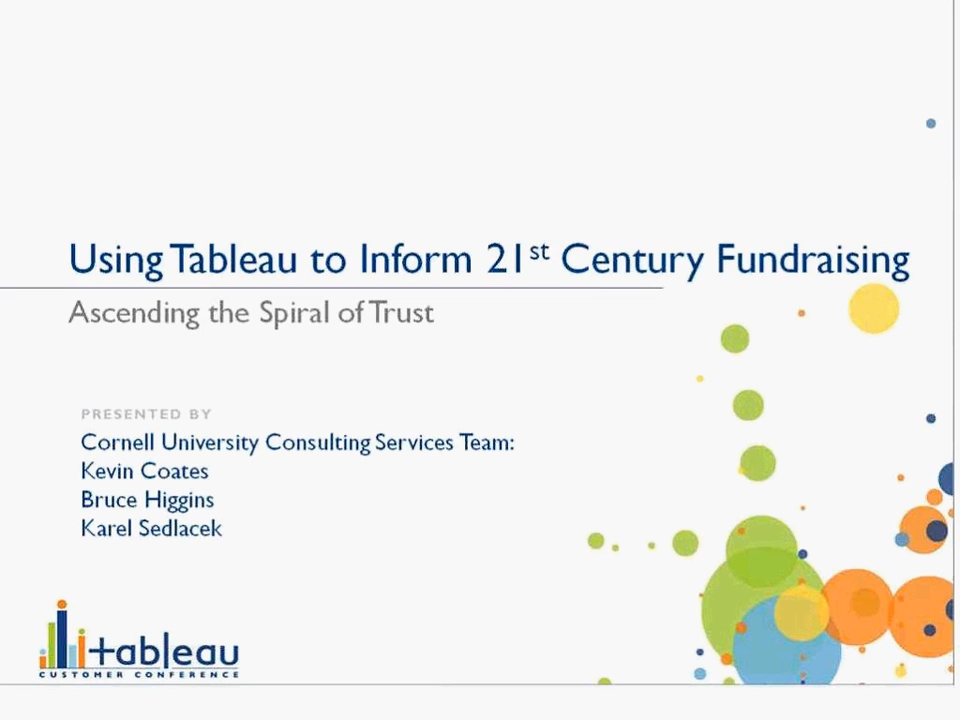 Using Tableau to Inform 21st Century Fundraising
Ascending the Spiral of Trust
PRESENTED BY
Cornell University Consulting Services Team:
Kevin Coates
Bruce Higgins
Karel Sedlacek
tableau
CUSTOMER CONFERENCE